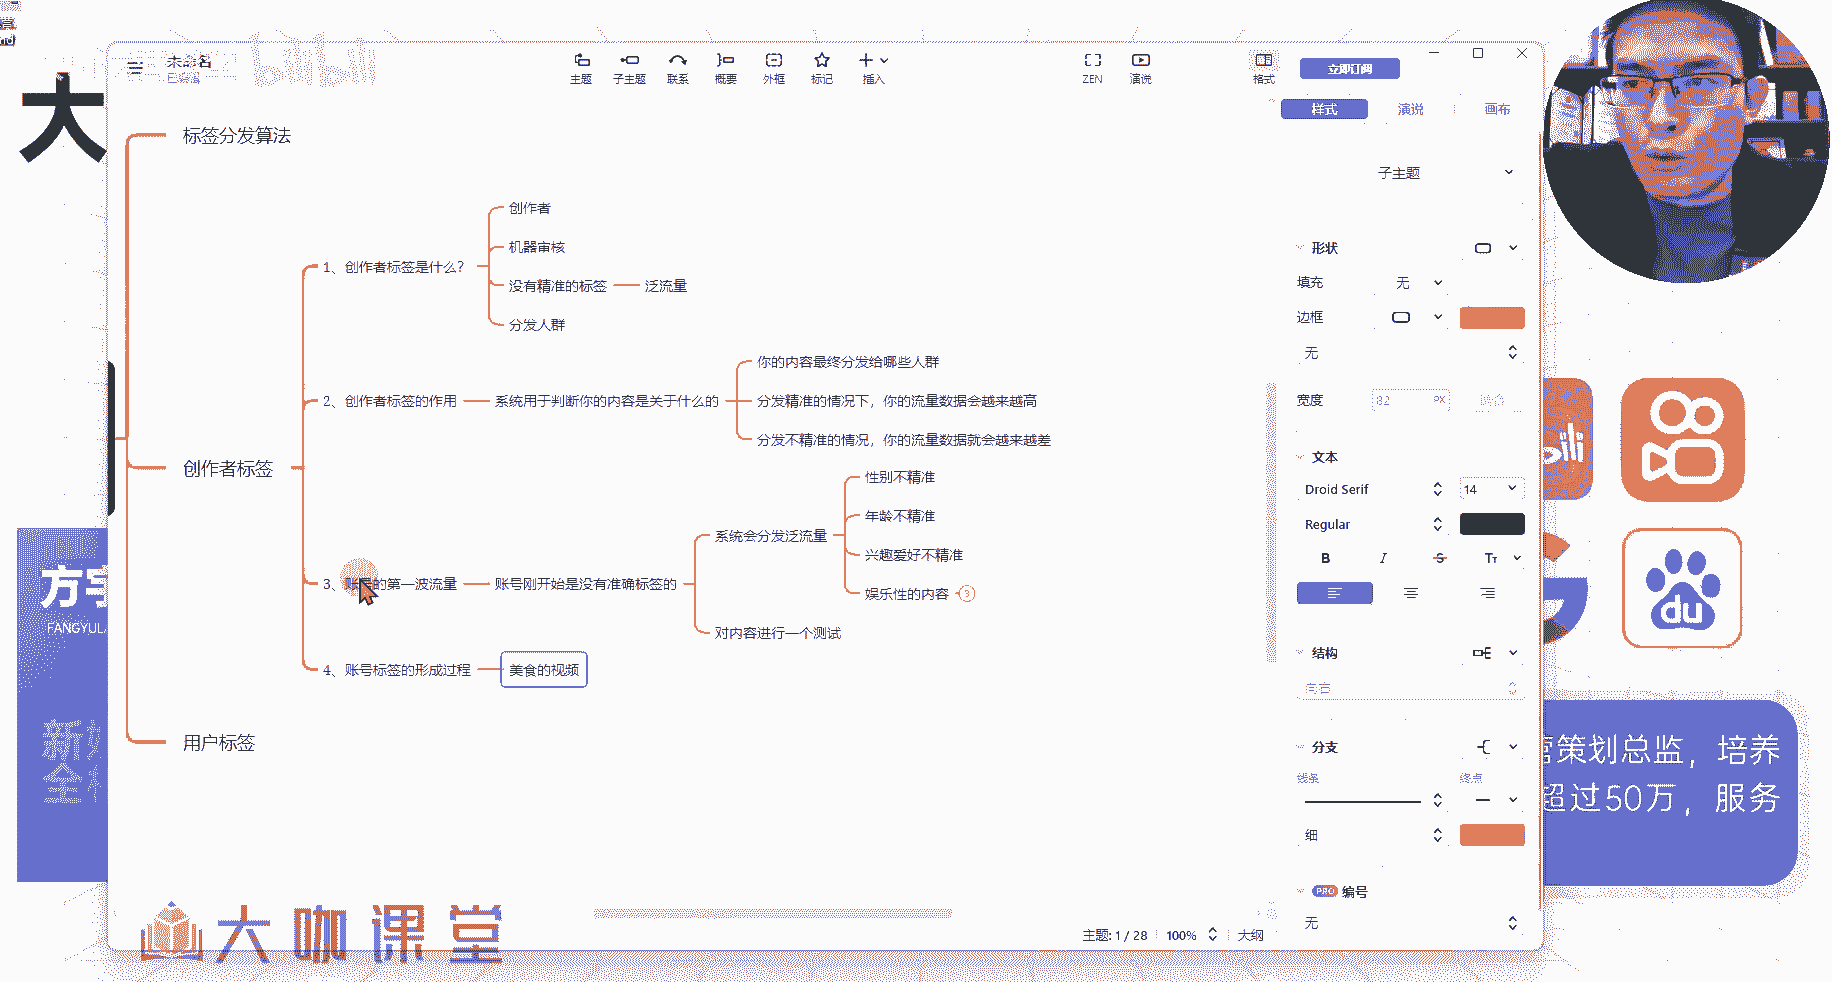 未命名
已编辑
主题
子主题
联系
概要
外框
标记
插入
ZEN
演说
格式
立即订阅
样式
演说
画布
大
标签分发算法
创作者
机器审核
1、创作者标签是什么?
没有精准的标签
泛流量
分发人群
你的内容最终分发给哪些人群
2、创作者标签的作用
系统用于判断你的内容是关于什么的
分发精准的情况下，你的流量数据会越来越高
分发不精准的情况，你的流量数据就会越来越差
创作者标签
性别不精准
年龄不精准
系统会分发泛流量
兴趣爱好不精准
娱乐性的内容
3
3、账号的第一波流量
账号刚开始是没有准确标签的
对内容进行一个测试
4、账号标签的形成过程
美食的视频
用户标签
子主题
形状
填充
无
边框
无
宽度
82
PX
文本
Droid Serif
14
Regular
B
I
S
Tт
结构
分支
线条
终点
细
PRO
编号
无
主题: 1 / 28
100%
大纲
du
营策划总监，培养
超过50万，服务
FANGYUL
大咖课堂